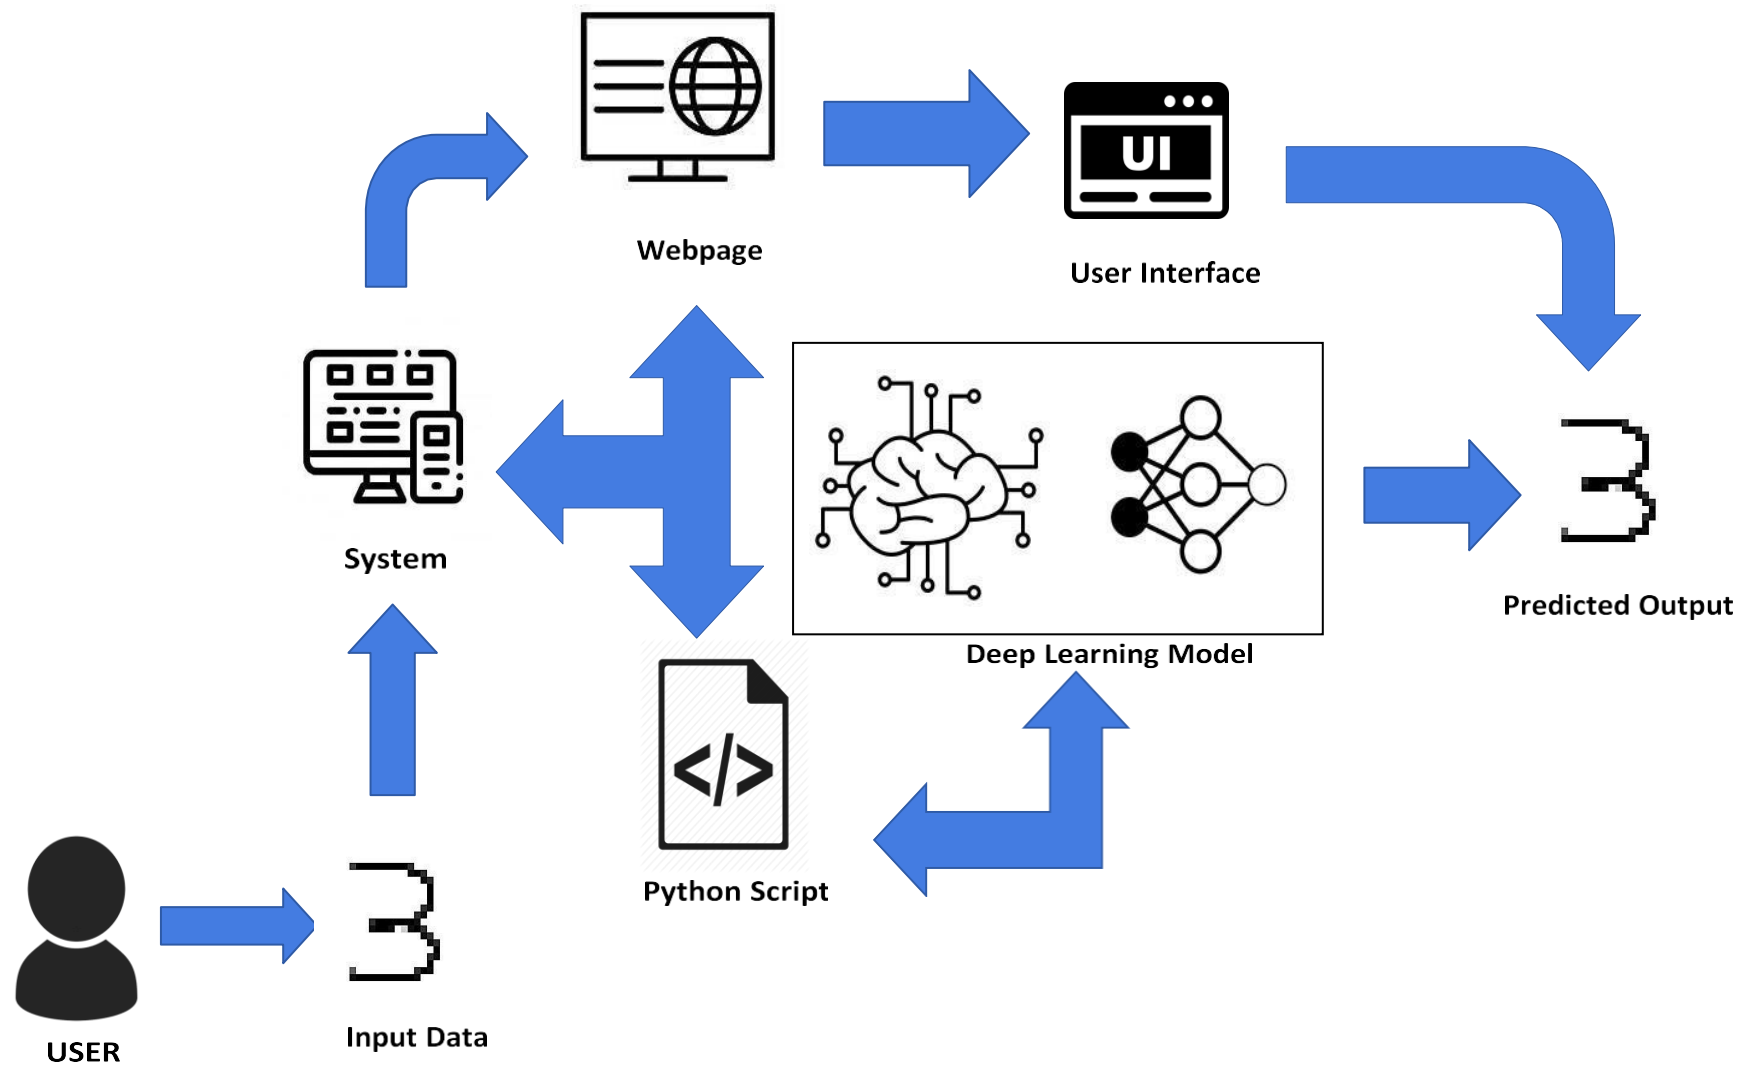 Webpage
UI
User Interface
System
Deep Learning Model
3
Predicted Output
</>
Python Script
3
Input Data
USER